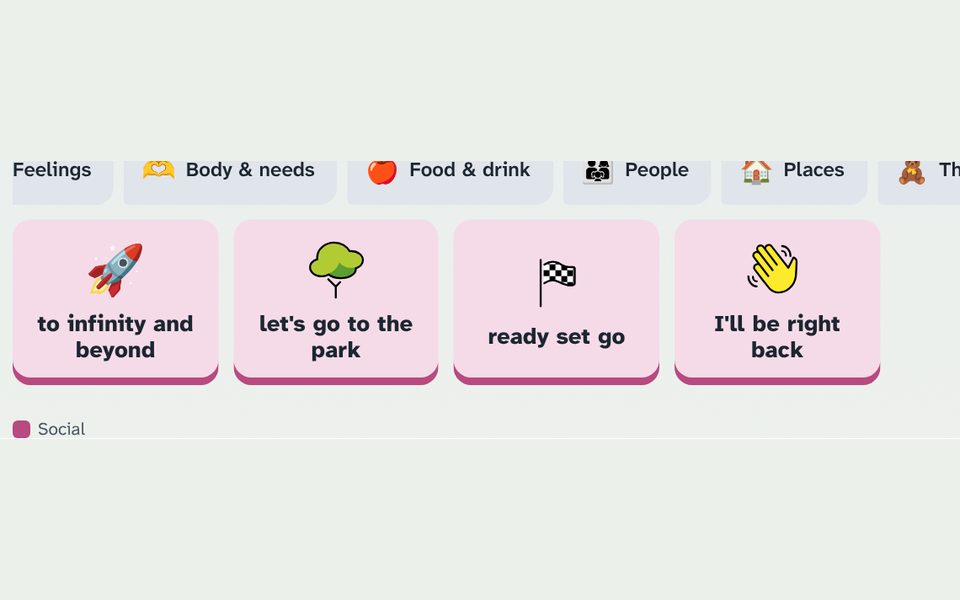 Feelings Body & needs Food & drink People Places
to infinity and
beyond
let's go to the
park
ready set go
I'll be right
back
Social